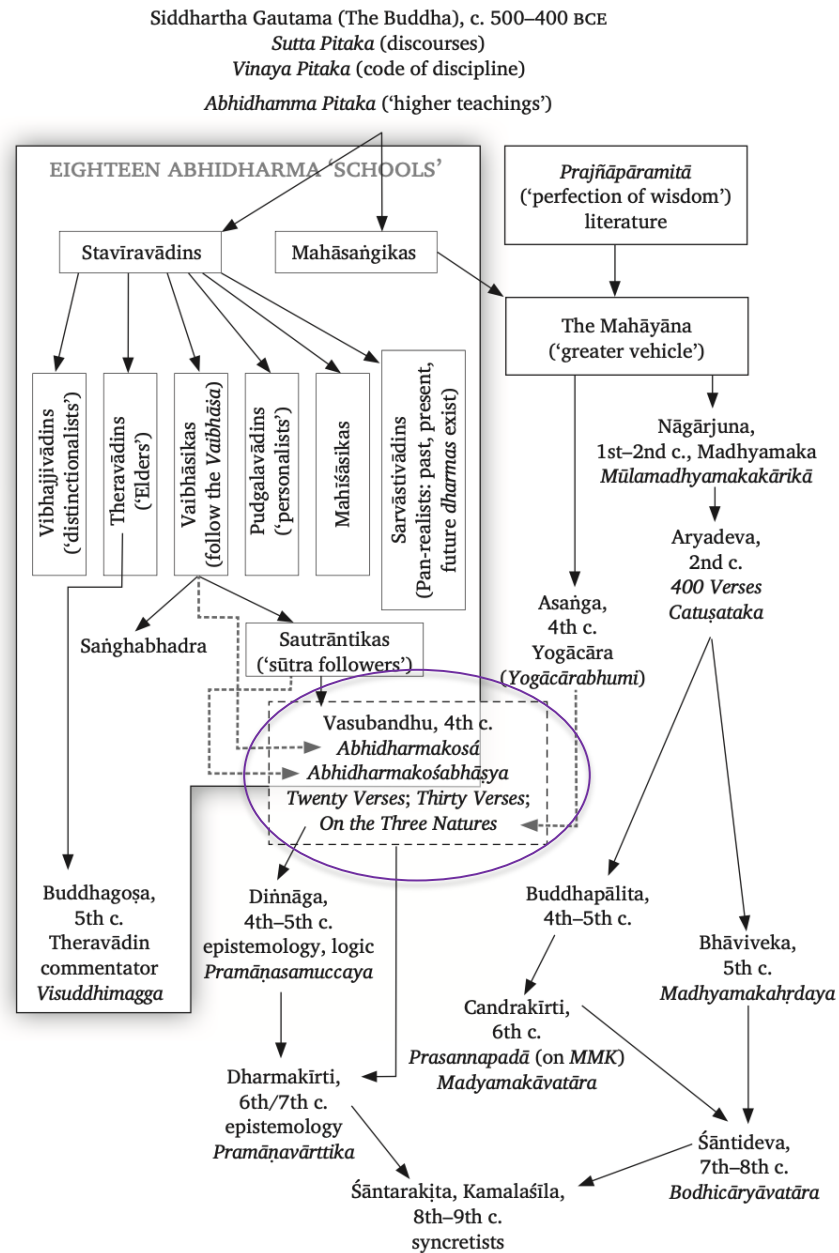 Siddhartha Gautama (The Buddha), c. 500–400 BCE
Sutta Pitaka (discourses)
Vinaya Pitaka (code of discipline)
Abhidhamma Pitaka (‘higher teachings’)
EIGHTEEN ABHIDHARMA ‘SCHOOLS’
Prajñāpāramitā
(‘perfection of wisdom’)
literature
Stavīravādins
Mahāsaṅgikas
The Mahāyāna
(‘greater vehicle’)
Vibhajjivādins
(‘distinctionalists’)
Theravādins
(‘Elders’)
Vaibhāsikas
(follow the Vaibhāśa)
Pudgalavādins
(‘personalists’)
Mahīśāsikas
Sarvāstivādins
(Pan-realists: past, present,
future dharmas exist)
Nāgārjuna,
1st–2nd c., Madhyamaka
Mūlamadhyamakakārikā
Aryadeva,
2nd c.
400 Verses
Catuṣataka
Asaṅga,
4th c.
Yogācāra
(Yogācārabhumi)
Saṅghabhadra
Sautrāntikas
(‘sūtra followers’)
Vasubandhu, 4th c.
Abhidharmakosá
Abhidharmakośabhāṣya
Twenty Verses; Thirty Verses;
On the Three Natures
Buddhagoṣa,
5th c.
Theravādin
commentator
Visuddhimagga
Diṅnāga,
4th–5th c.
epistemology, logic
Pramāṇasamuccaya
Buddhapālita,
4th–5th c.
Bhāviveka,
5th c.
Madhyamakahṛdaya
Candrakīrti,
6th c.
Prasannapadā (on MMK)
Madyamakāvatāra
Dharmakīrti,
6th/7th c.
epistemology
Pramāṇavārttika
Śāntideva,
7th–8th c.
Bodhicāryāvatāra
Śāntarakṣita, Kamalaśīla,
8th–9th c.
syncretists